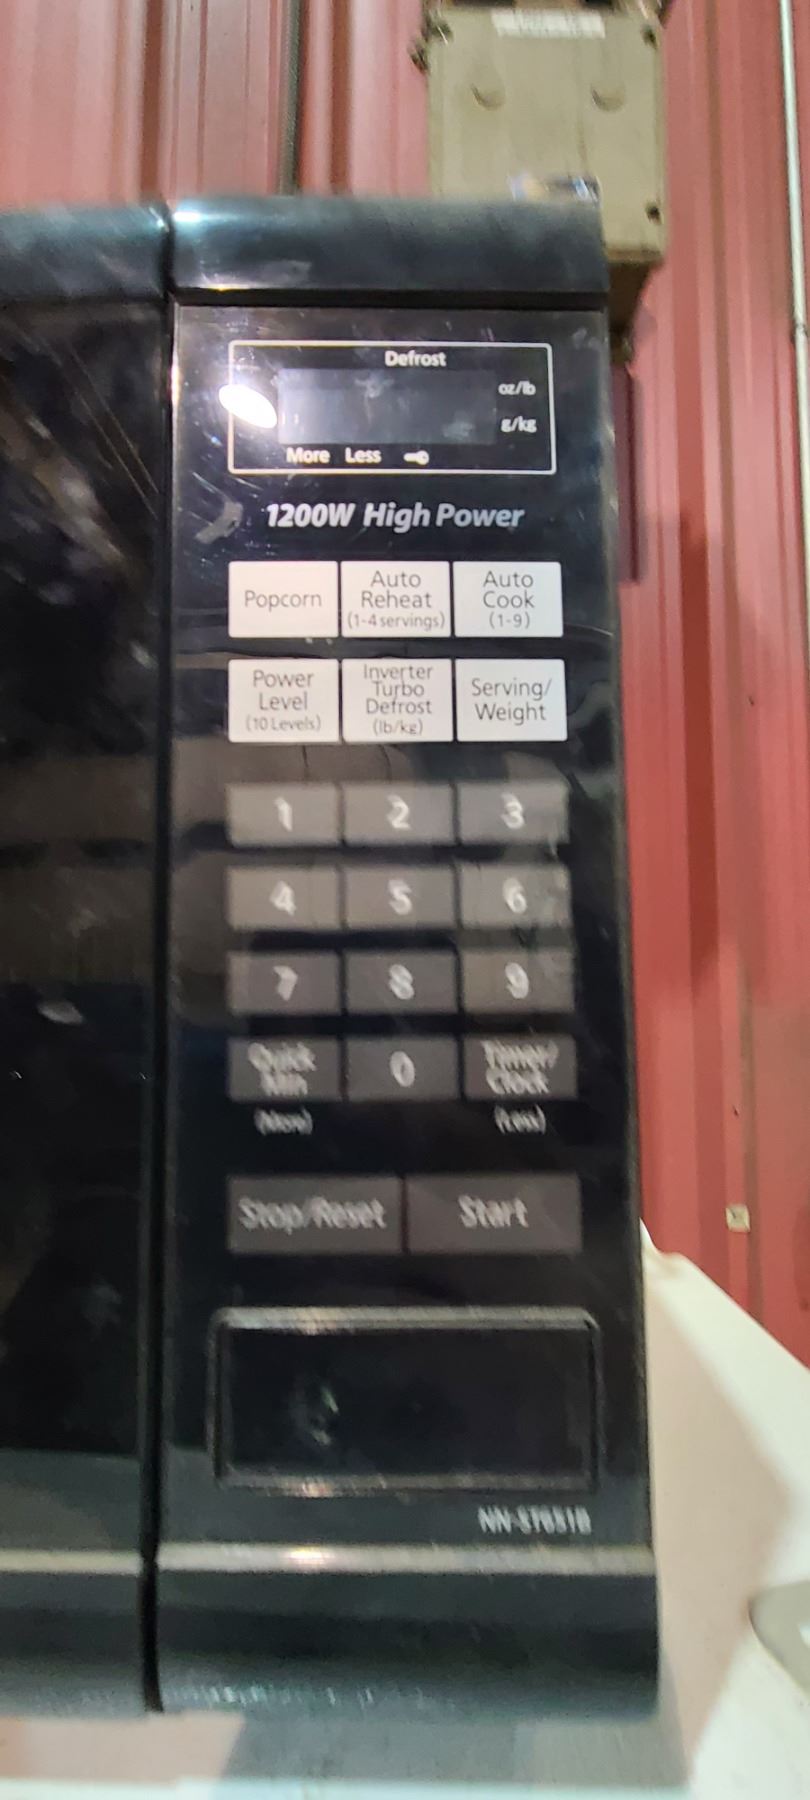 Defrost
oz/lb
g/kg
More Less
1200W High Power
Popcorn
Auto
Reheat
(1-4 servings)
Auto
Cook
(1-9)
Power
Level
(10 Levels)
Inverter
Turbo
Defrost
(lb/kg)
Serving/
Weight
1 2 3
4 5 6
7 8 9
Quick
Min
(More)
0
Timer/
Clock
(Less)
Stop/Reset
Start